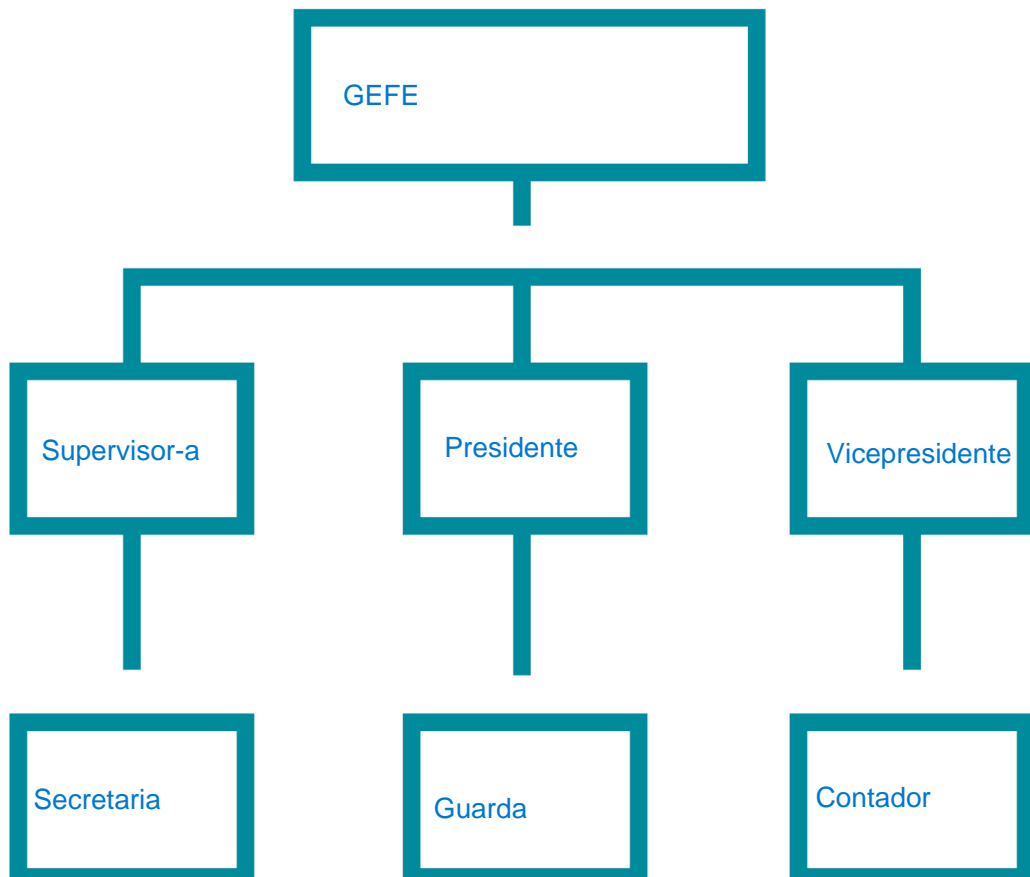 GEFE
Supervisor-a
Presidente
Vicepresidente
Secretaria
Guarda
Contador